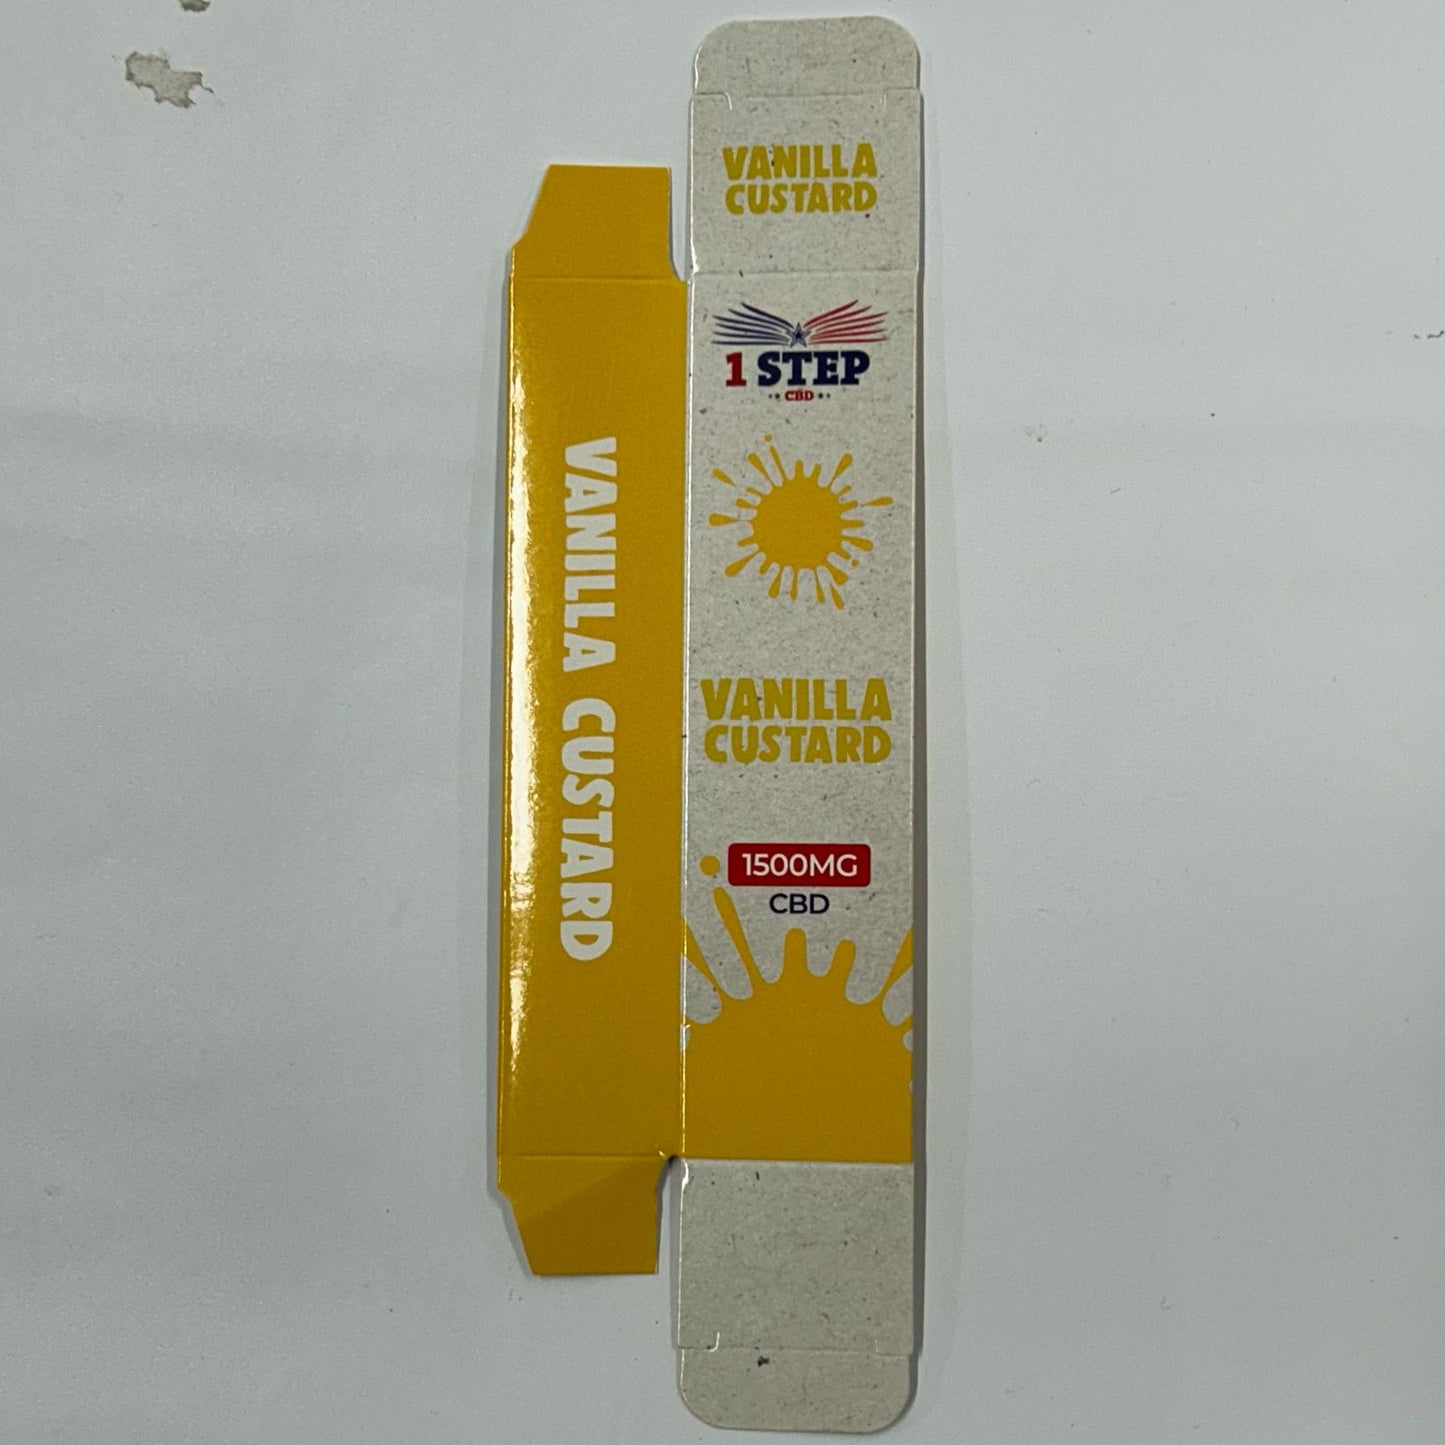 VANILLA
CUSTARD
1 STEP
CBD
VANILLA
CUSTARD
1500MG
CBD
VANILLA CUSTARD